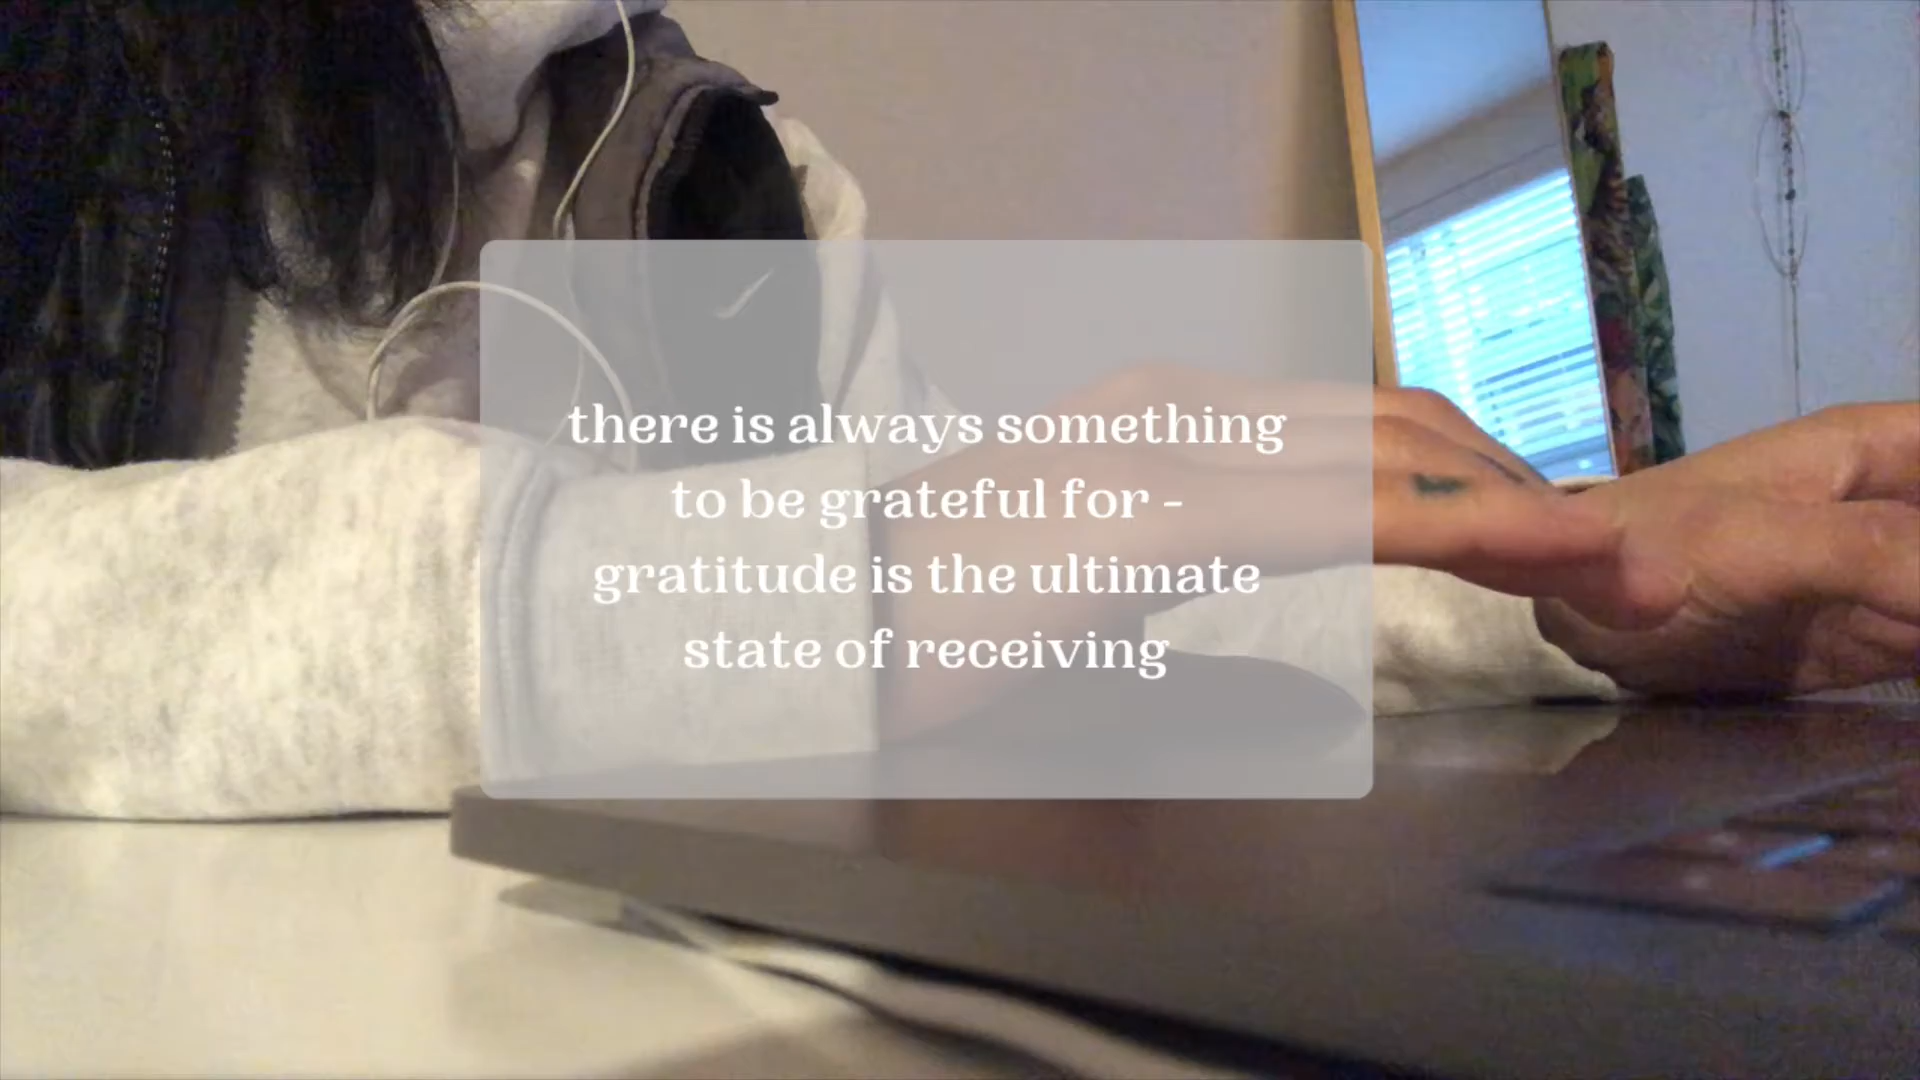 there is always something
to be grateful for -
gratitude is the ultimate
state of receiving